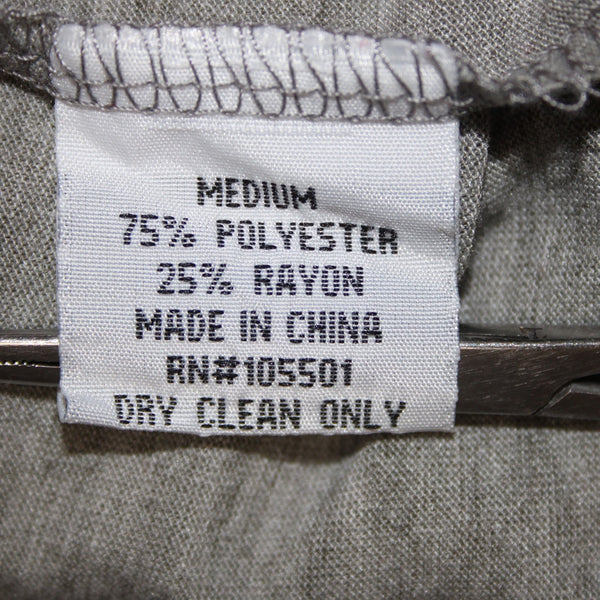 MEDIUM
75% POLYESTER
25% RAYON
MADE IN CHINA
RN#105501
DRY CLEAN ONLY